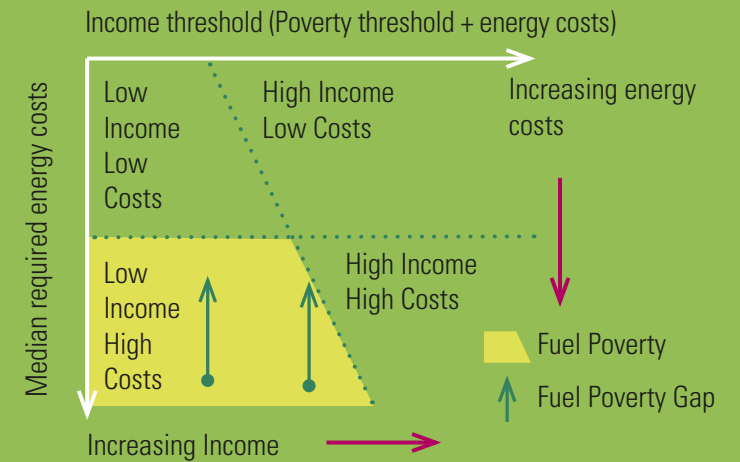 Income threshold (Poverty threshold + energy costs)
Median required energy costs
Low
Income
Low
Costs
High Income
Low Costs
Increasing energy
costs
Low
Income
High
Costs
High Income
High Costs
Fuel Poverty
Fuel Poverty Gap
Increasing Income